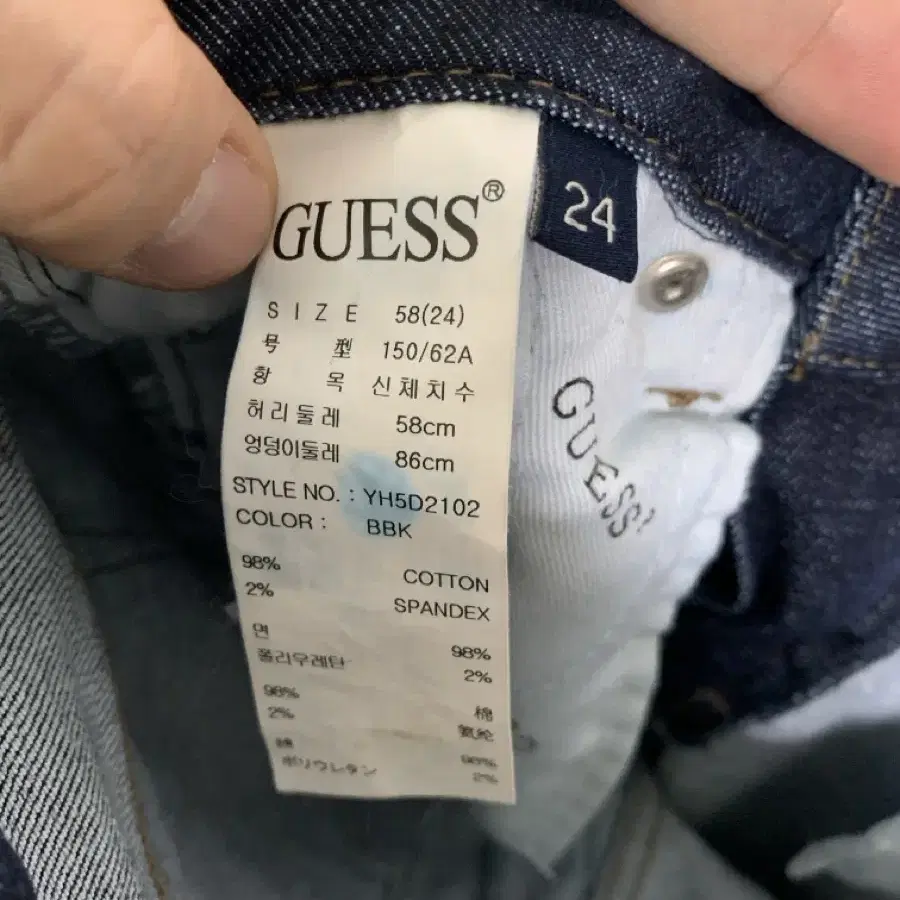 GUESS®
24
SIZE 58(24)
号型 150/62A
항목 신체치수
허리둘레 58cm
엉덩이둘레 86cm
STYLE NO. : YH5D2102
COLOR : BBK
98% COTTON
2% SPANDEX
면 98%
폴리우레탄 2%
98% 棉
2% 氨纶
綿 98%
ポリウレタン 2%
GUESS